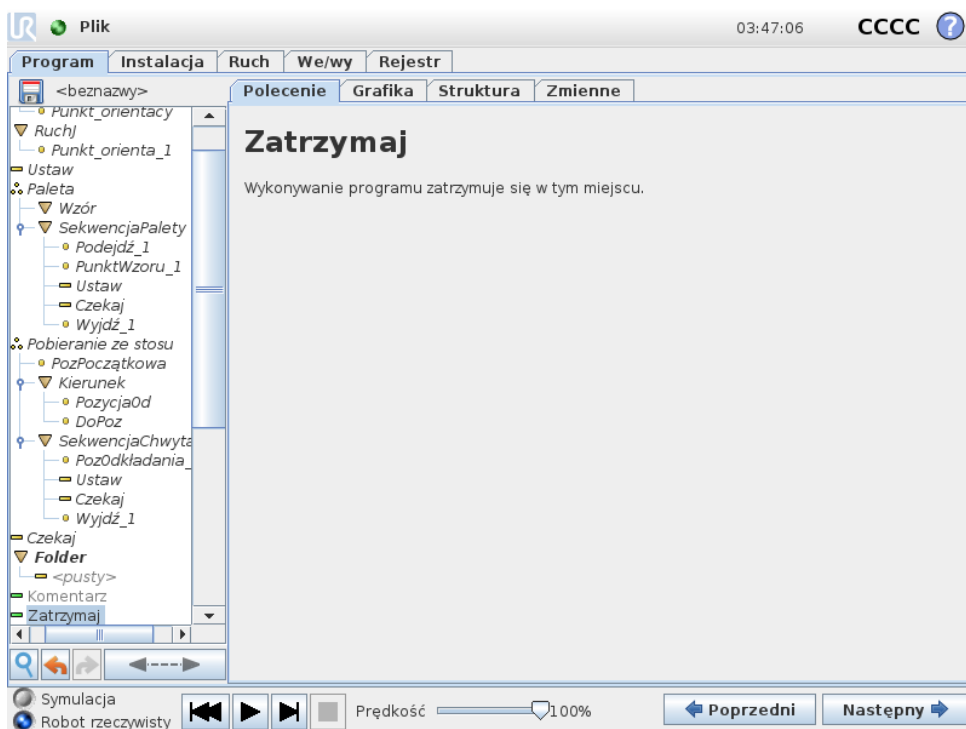 Plik
03:47:06
CCCC
?
Program
Instalacja
Ruch
We/wy
Rejestr
<beznazwy>
Polecenie
Grafika
Struktura
Zmienne
Punkt_orientacy
RuchJ
Punkt_orienta_1
Ustaw
Paleta
Wzór
SekwencjaPalety
Podejdź_1
PunktWzoru_1
Ustaw
Czekaj
Wyjdź_1
Pobieranie ze stosu
PozPoczątkowa
Kierunek
PozycjaOd
DoPoz
SekwencjaChwyta
PozOdkładania_
Ustaw
Czekaj
Wyjdź_1
Czekaj
Folder
<pusty>
Komentarz
Zatrzymaj
Zatrzymaj
Wykonywanie programu zatrzymuje się w tym miejscu.
Symulacja
Robot rzeczywisty
Prędkość
100%
Poprzedni
Następny